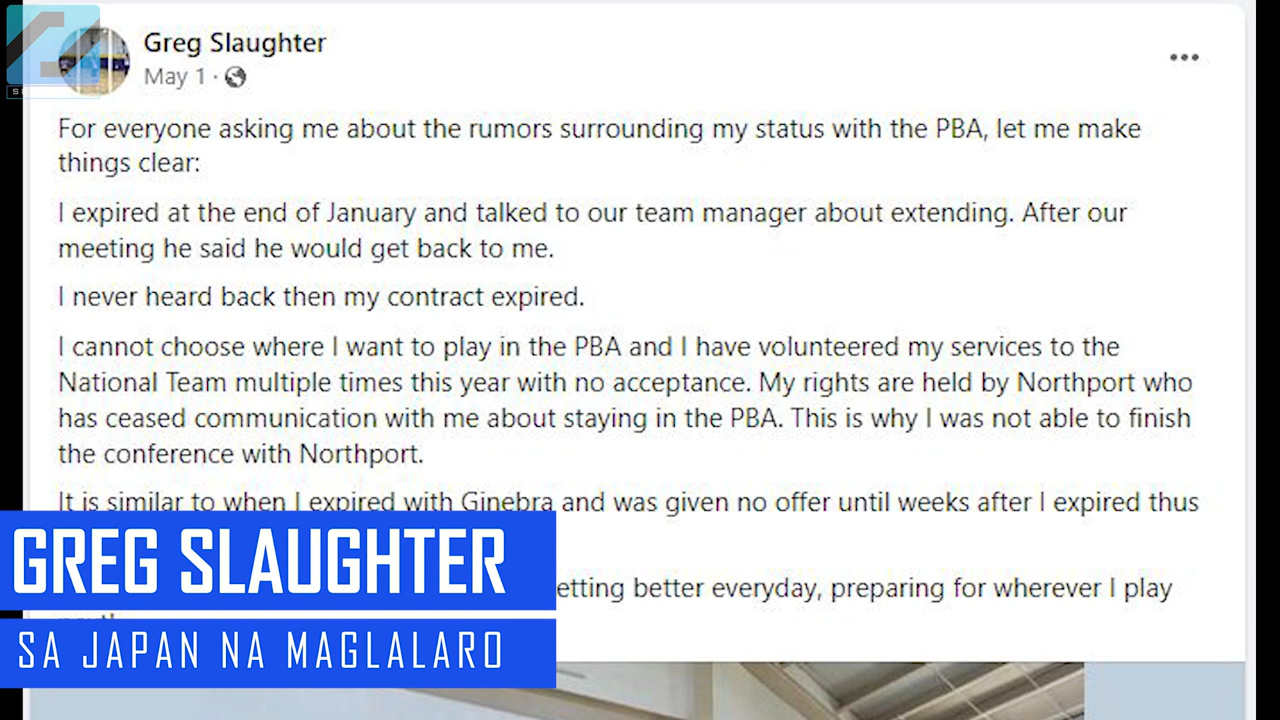 Greg Slaughter
May 1
For everyone asking me about the rumors surrounding my status with the PBA, let me make
things clear:
I expired at the end of January and talked to our team manager about extending. After our
meeting he said he would get back to me.
I never heard back then my contract expired.
I cannot choose where I want to play in the PBA and I have volunteered my services to the
National Team multiple times this year with no acceptance. My rights are held by Northport who
has ceased communication with me about staying in the PBA. This is why I was not able to finish
the conference with Northport.
It is similar to when I expired with Ginebra and was given no offer until weeks after I expired thus
GREG SLAUGHTER
better everyday, preparing for wherever I play
SA JAPAN NA MAGLALARO